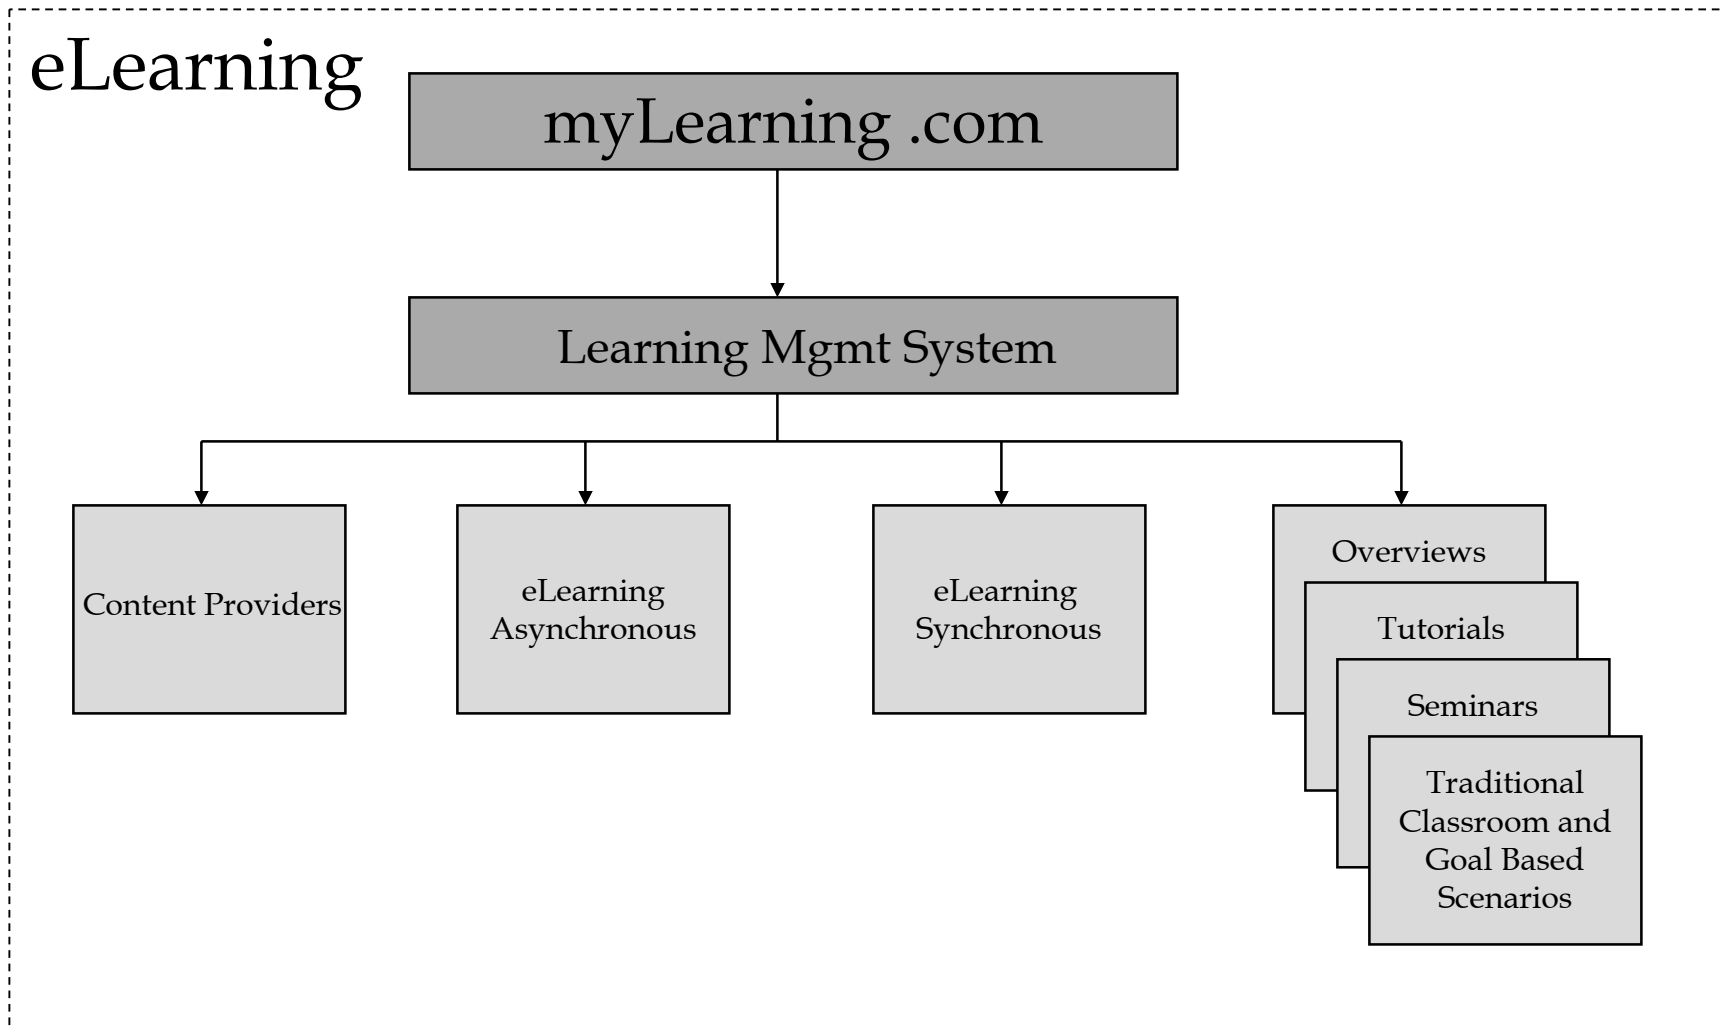 eLearning
myLearning .com
Learning Mgmt System
Content Providers
eLearning
Asynchronous
eLearning
Synchronous
Overviews
Tutorials
Seminars
Traditional
Classroom and
Goal Based
Scenarios